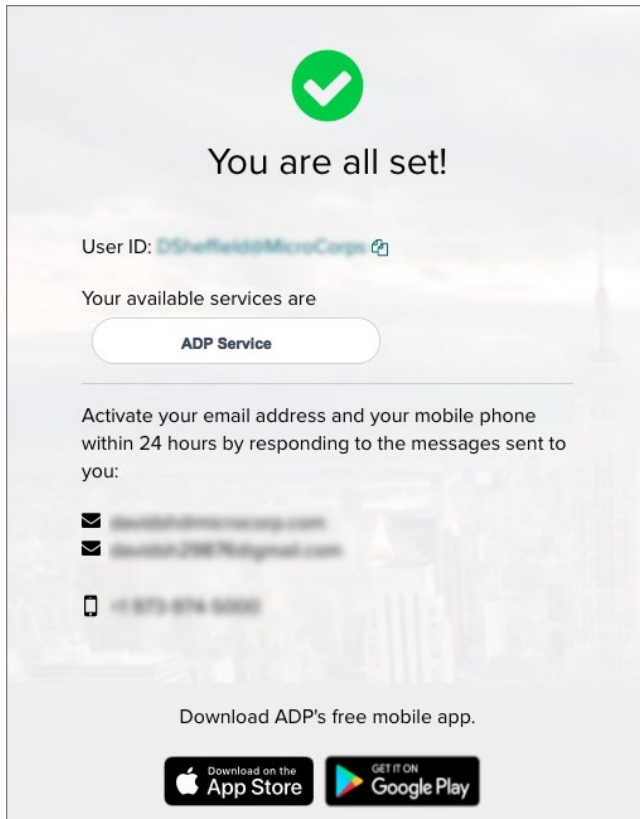 You are all set!
User ID:
Your available services are
ADP Service
Activate your email address and your mobile phone
within 24 hours by responding to the messages sent to
you:
Download ADP's free mobile app.
Download on the
App Store
GET IT ON
Google Play